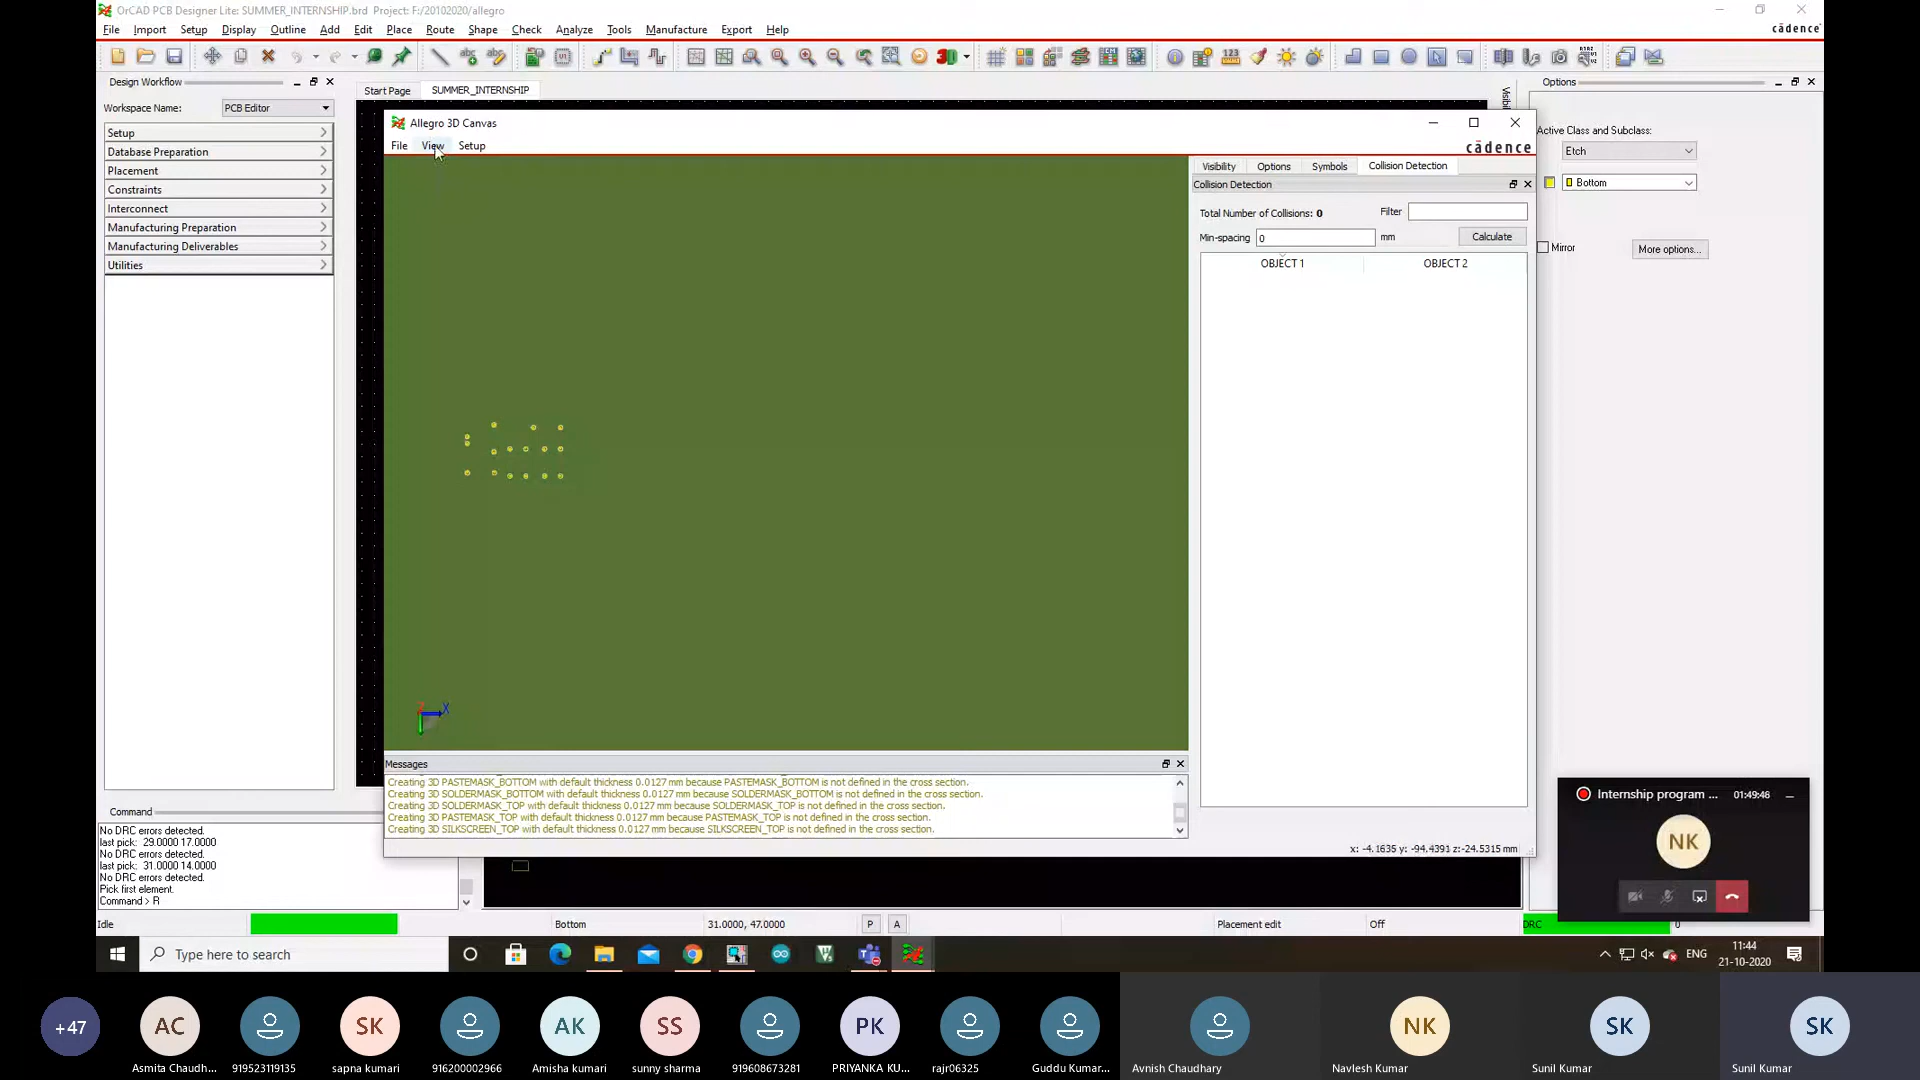 OrCAD PCB Designer Lite: SUMMER_INTERNSHIP.brd Project: F:/20102020/allegro
File Import Setup Display Outline Add Edit Place Route Shape Check Analyze Tools Manufacture Export Help
cādence
Design Workflow
Workspace Name: PCB Editor
Setup
Database Preparation
Placement
Constraints
Interconnect
Manufacturing Preparation
Manufacturing Deliverables
Utilities
Start Page SUMMER_INTERNSHIP
Allegro 3D Canvas
File View Setup
cādence
Z X
Visibility Options Symbols Collision Detection
Collision Detection
Total Number of Collisions: 0 Filter
Min-spacing 0 mm Calculate
OBJECT 1 OBJECT 2
Options
Active Class and Subclass:
Etch
Bottom
Mirror More options...
Messages
Creating 3D PASTEMASK_BOTTOM with default thickness 0.0127 mm because PASTEMASK_BOTTOM is not defined in the cross section.
Creating 3D SOLDERMASK_BOTTOM with default thickness 0.0127 mm because SOLDERMASK_BOTTOM is not defined in the cross section.
Creating 3D SOLDERMASK_TOP with default thickness 0.0127 mm because SOLDERMASK_TOP is not defined in the cross section.
Creating 3D PASTEMASK_TOP with default thickness 0.0127 mm because PASTEMASK_TOP is not defined in the cross section.
Creating 3D SILKSCREEN_TOP with default thickness 0.0127 mm because SILKSCREEN_TOP is not defined in the cross section.
x: -4.1635 y: -94.4391 z:-24.5315 mm
Command
No DRC errors detected.
last pick: 29.0000 17.0000
No DRC errors detected.
last pick: 31.0000 14.0000
No DRC errors detected.
Pick first element.
Command > R
Internship program ... 01:49:46
NK
Idle Bottom 31.0000, 47.0000 P A Placement edit Off DRC 0
Type here to search
ENG
11:44
21-10-2020
+47 AC SK AK SS PK NK SK SK
Asmita Chaudh... 919523119135 sapna kumari 916200002966 Amisha kumari sunny sharma 919608673281 PRIYANKA KU... rajr06325 Guddu Kumar... Avnish Chaudhary Navlesh Kumar Sunil Kumar Sunil Kumar